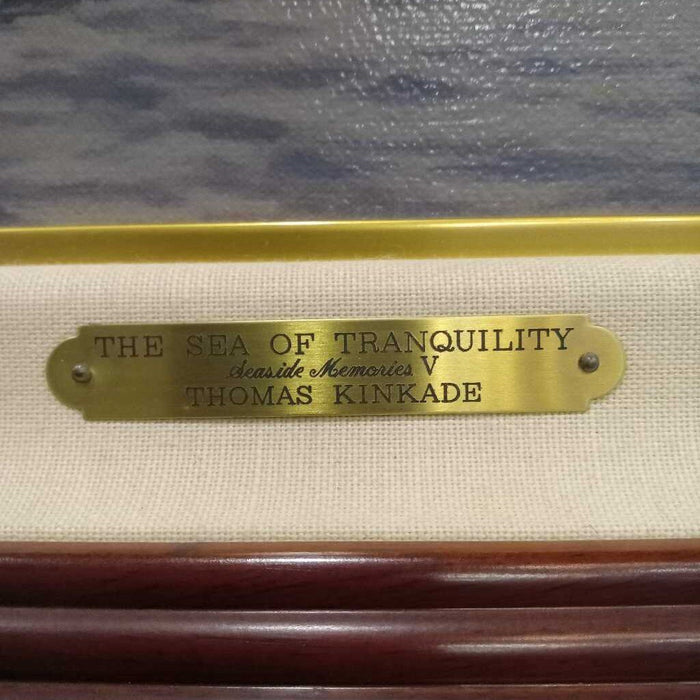 THE SEA OF TRANQUILITY
Seaside Memories V
THOMAS KINKADE